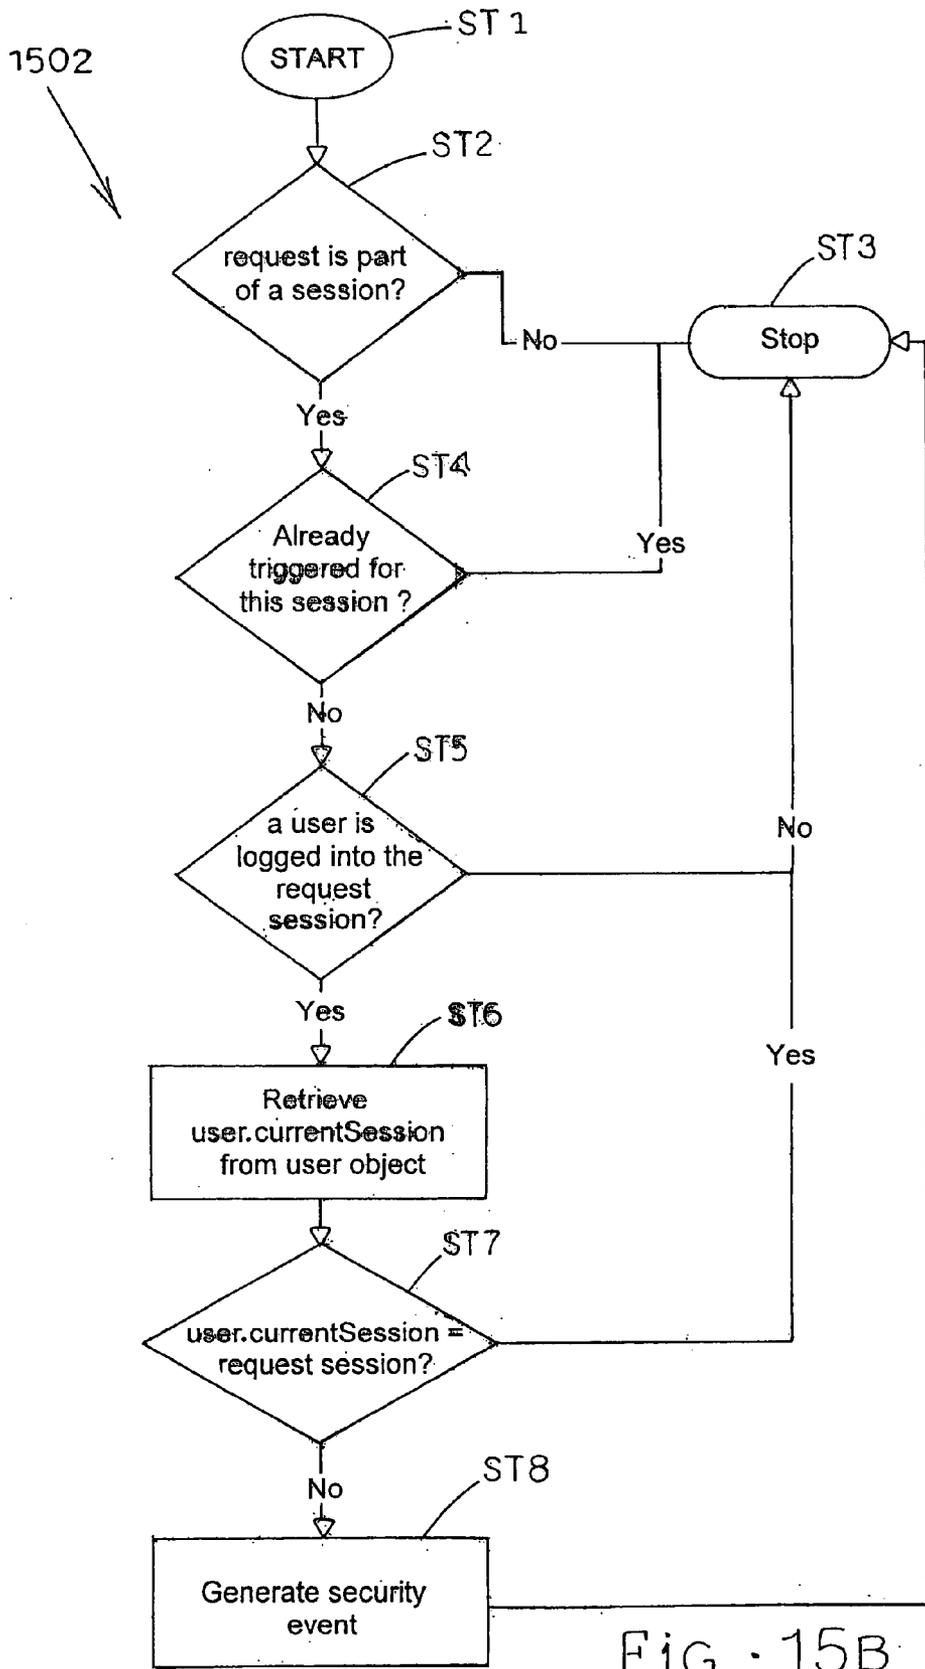 ST 1
START
1502
ST2
request is part
of a session?
ST3
Stop
No
Yes
ST4
Already
triggered for
this session ?
Yes
No
ST5
a user is
logged into the
request
session?
No
Yes
ST6
Yes
Retrieve
user.currentSession
from user object
ST7
user.currentSession =
request session?
No
ST8
Generate security
event
FiG . 15B